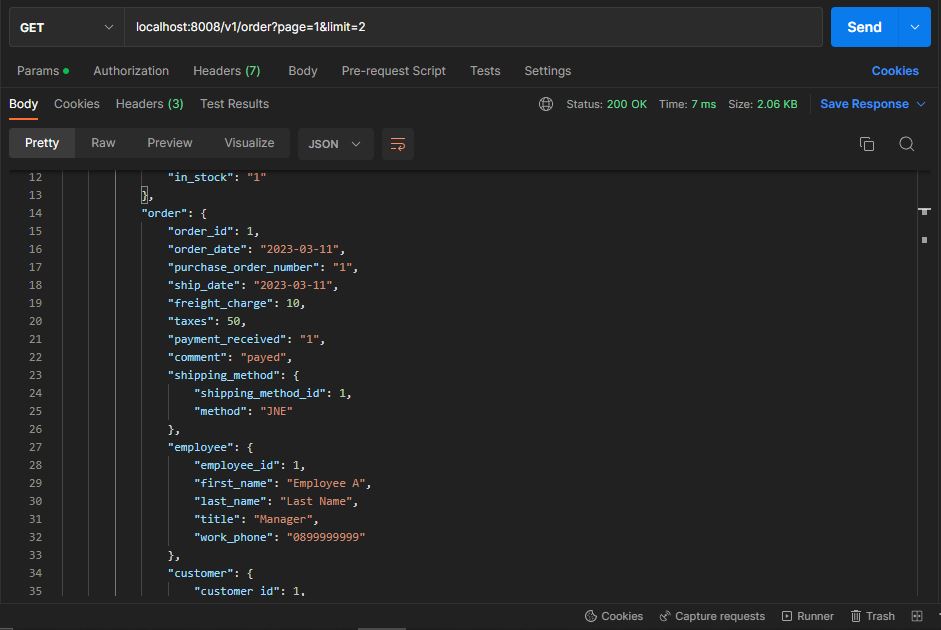 GET
localhost:8008/v1/order?page=1&limit=2
Send
Params
Authorization
Headers (7)
Body
Pre-request Script
Tests
Settings
Cookies
Body
Cookies
Headers (3)
Test Results
Status: 200 OK
Time: 7 ms
Size: 2.06 KB
Save Response
Pretty
Raw
Preview
Visualize
JSON
12 "in_stock": "1"
13 },
14 "order": {
15 "order_id": 1,
16 "order_date": "2023-03-11",
17 "purchase_order_number": "1",
18 "ship_date": "2023-03-11",
19 "freight_charge": 10,
20 "taxes": 50,
21 "payment_received": "1",
22 "comment": "payed",
23 "shipping_method": {
24 "shipping_method_id": 1,
25 "method": "JNE"
26 },
27 "employee": {
28 "employee_id": 1,
29 "first_name": "Employee A",
30 "last_name": "Last Name",
31 "title": "Manager",
32 "work_phone": "0899999999"
33 },
34 "customer": {
35 "customer_id": 1,
Cookies
Capture requests
Runner
Trash